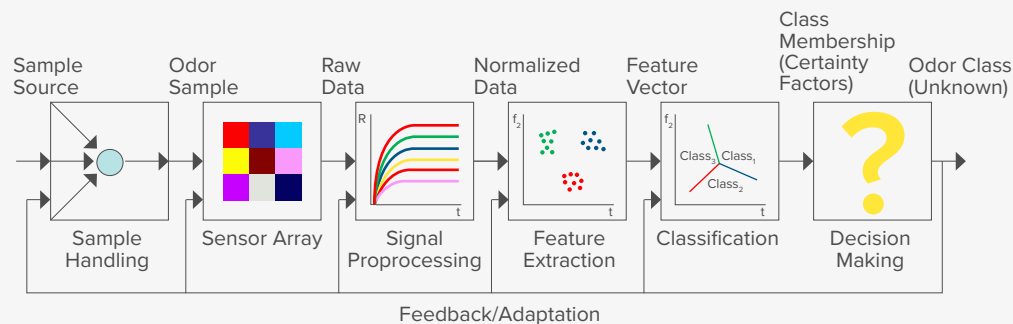 Sample
Source
Odor
Sample
Raw
Data
Normalized
Data
Feature
Vector
Class
Membership
(Certainty
Factors)
Odor Class
(Unknown)
R
t
f2
t
f2
Class3
Class1
Class2
t
?
Sample
Handling
Sensor Array
Signal
Proprocessing
Feature
Extraction
Classification
Decision
Making
Feedback/Adaptation